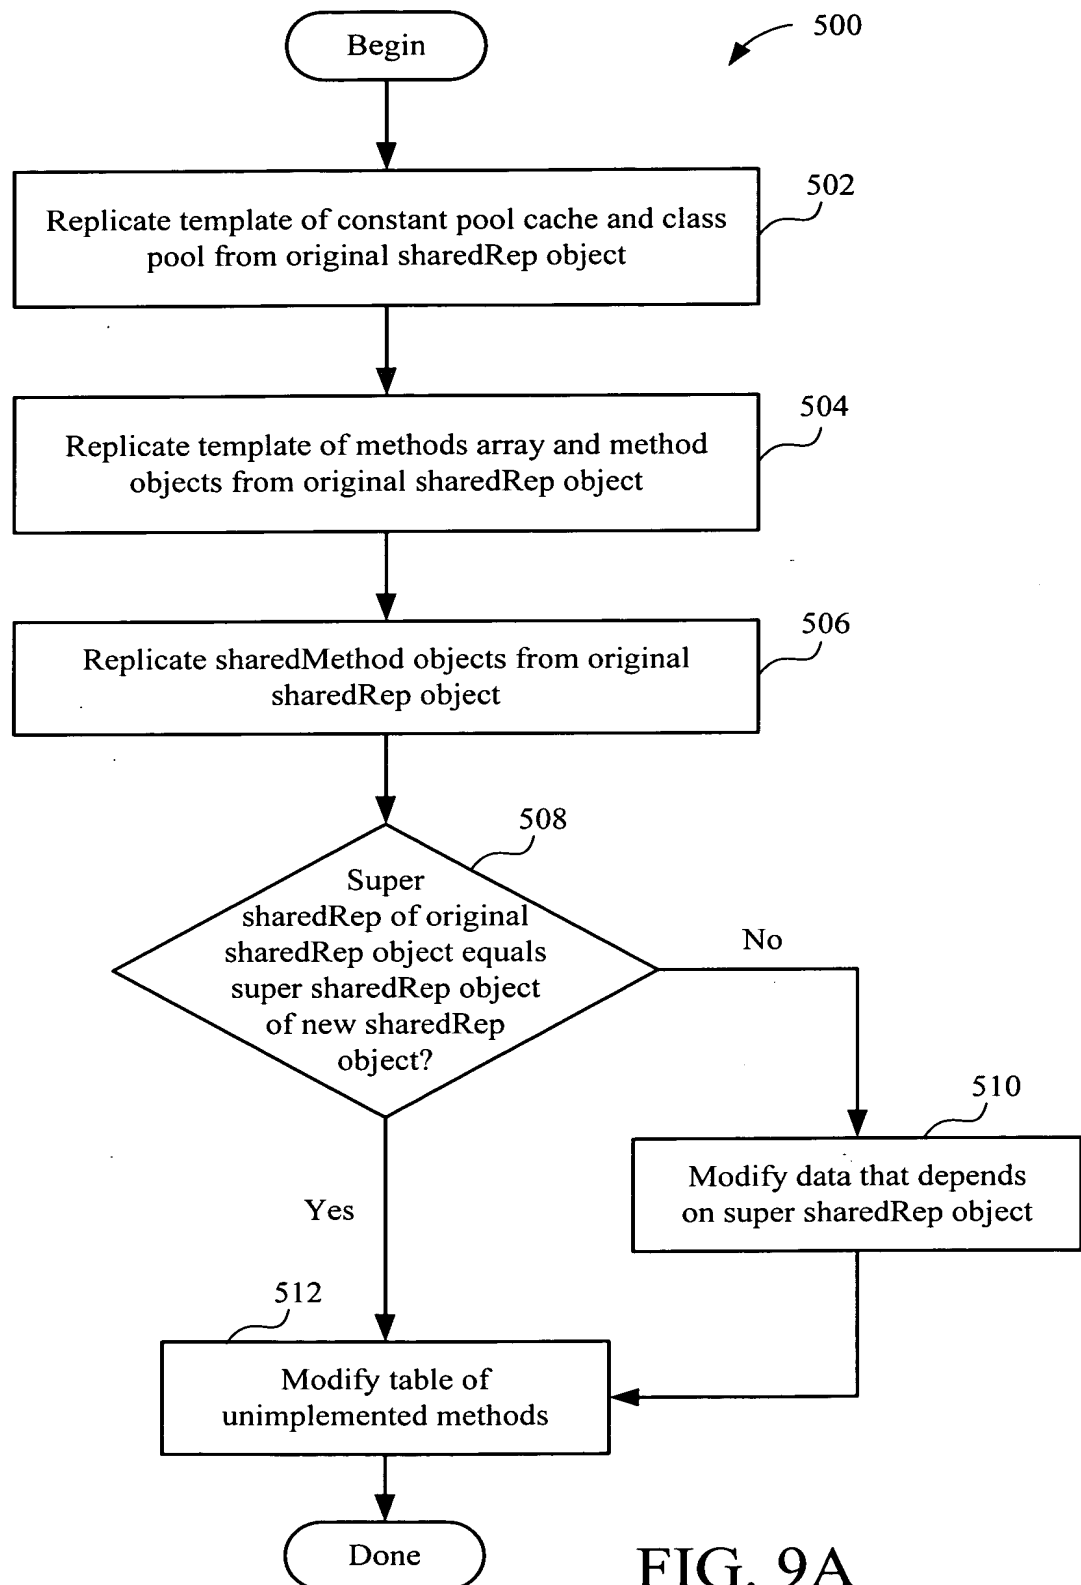 Begin
500
502
Replicate template of constant pool cache and class
pool from original sharedRep object
504
Replicate template of methods array and method
objects from original sharedRep object
506
Replicate sharedMethod objects from original
sharedRep object
508
Super
sharedRep of original
sharedRep object equals
super sharedRep object
of new sharedRep
object?
No
510
Modify data that depends
on super sharedRep object
Yes
512
Modify table of
unimplemented methods
Done
FIG. 9A